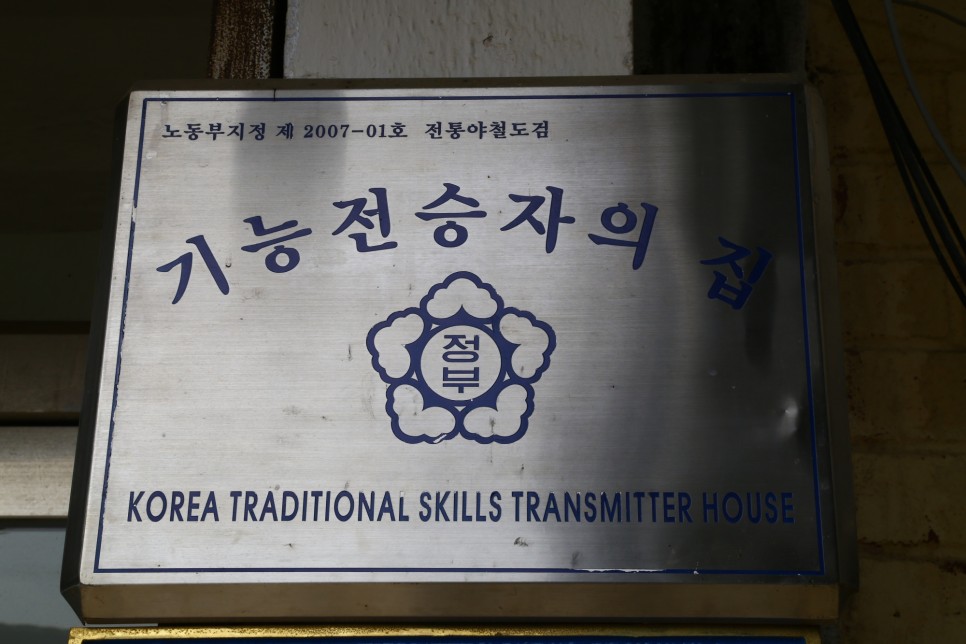 노동부지정 제 2007-01호 전통야철도검
기능전승자의 집
정
부
KOREA TRADITIONAL SKILLS TRANSMITTER HOUSE